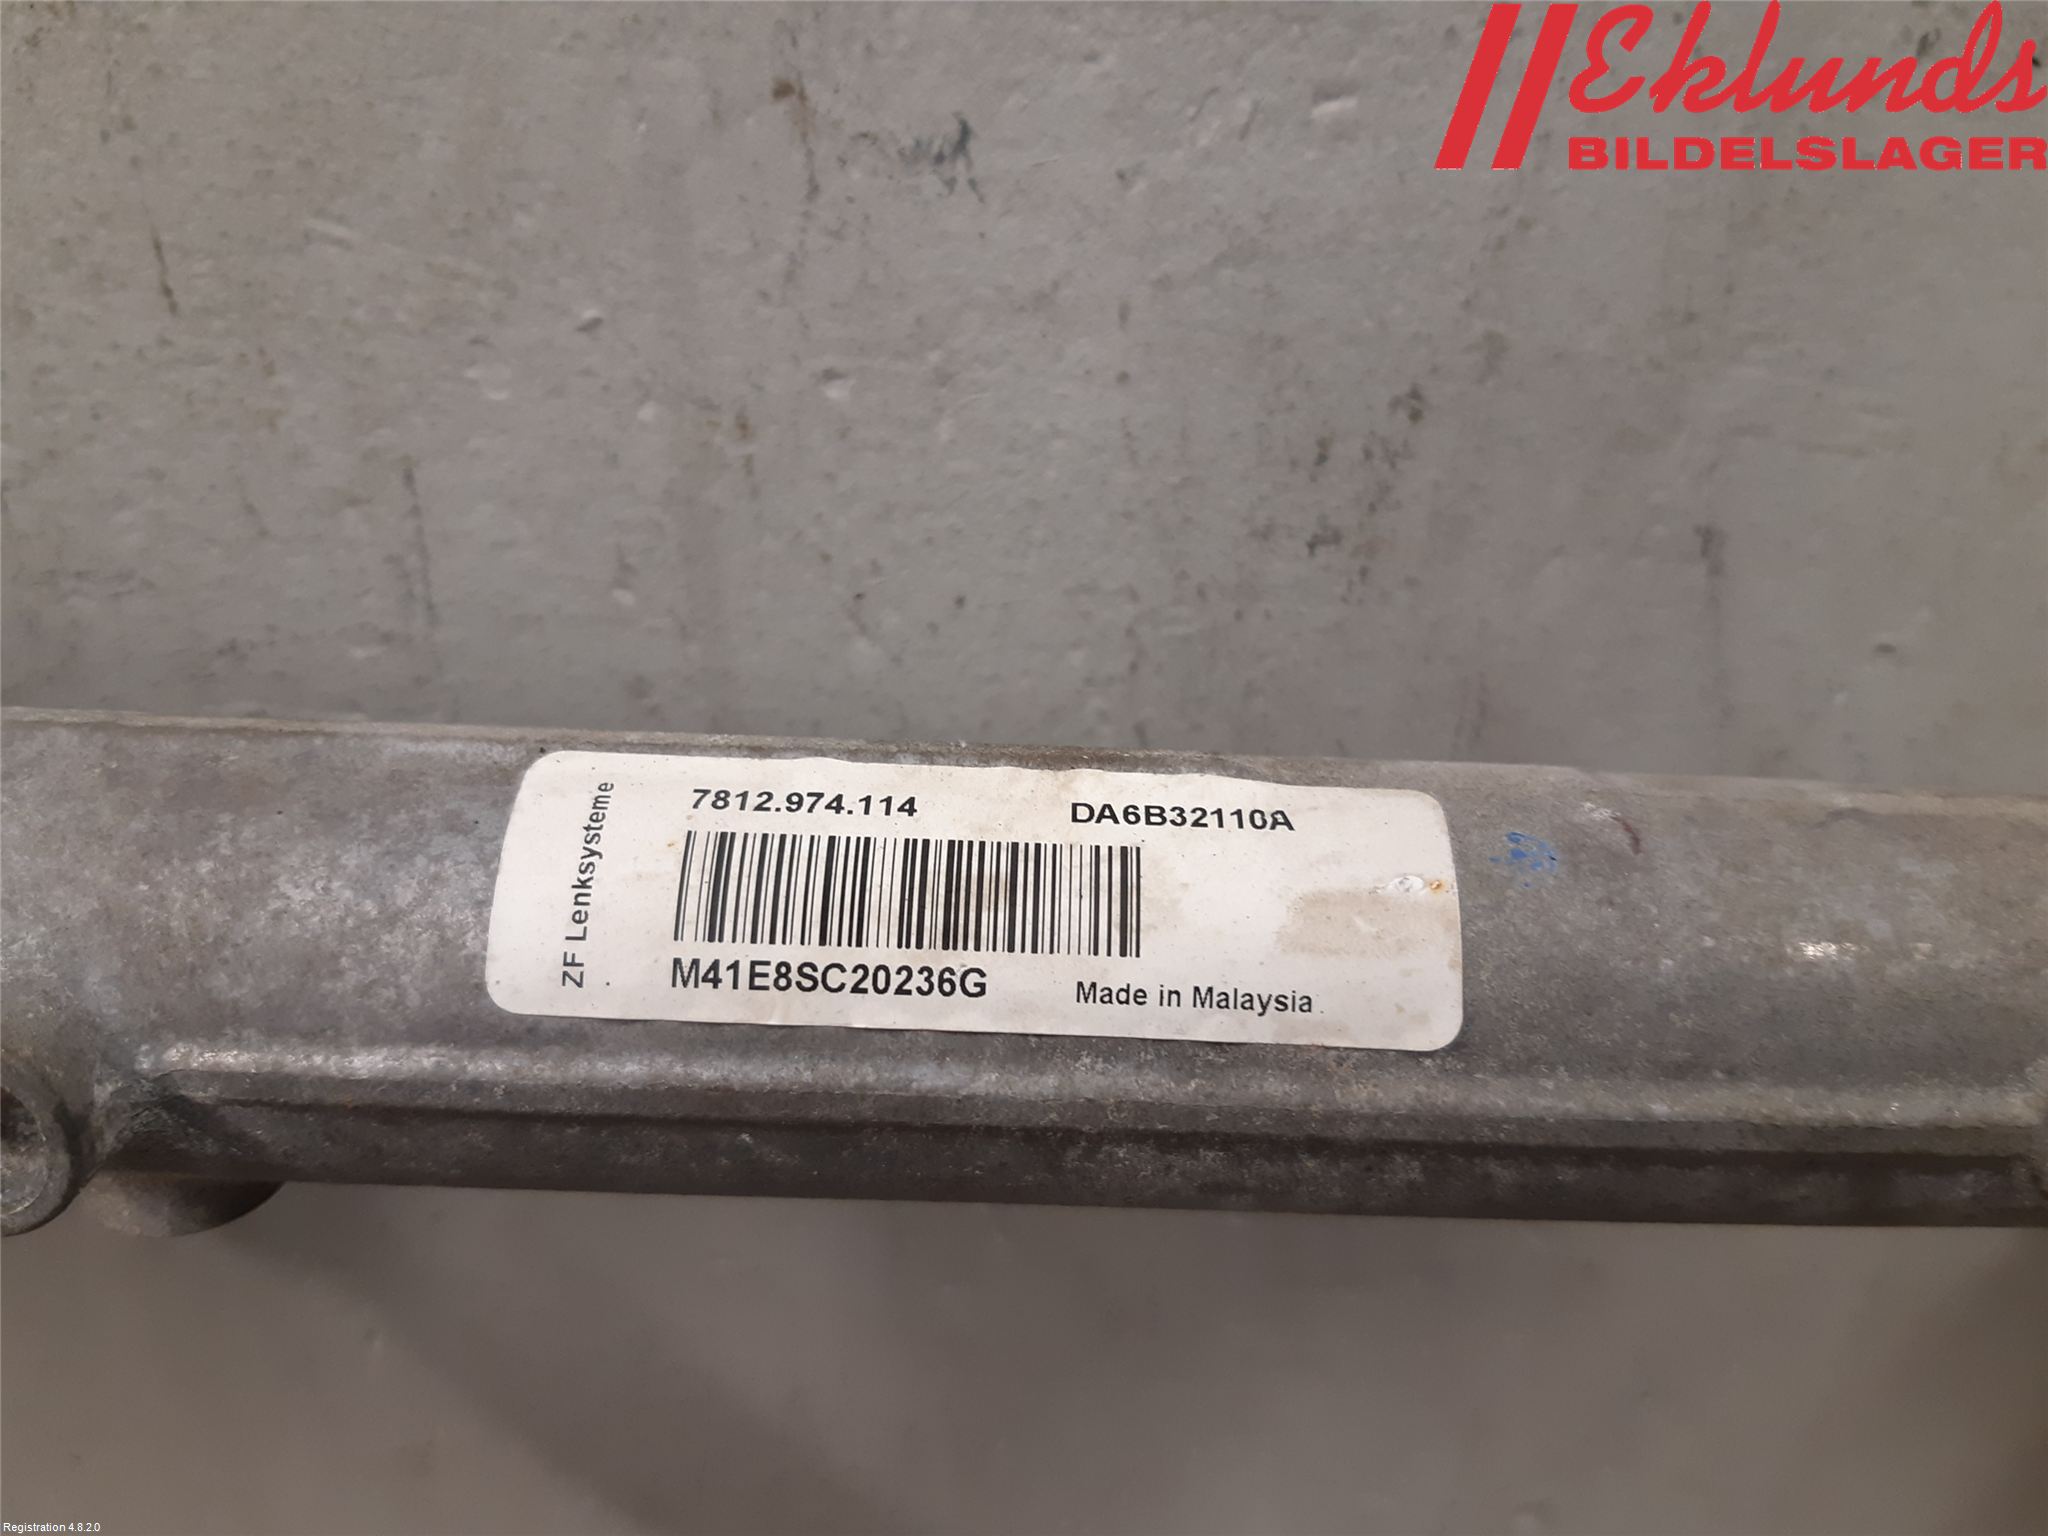 Eklunds
BILDELSLAGER
ZF Lenksysteme
7812.974.114 DA6B32110A
M41E8SC20236G
Made in Malaysia
Registration 4.8.2.0